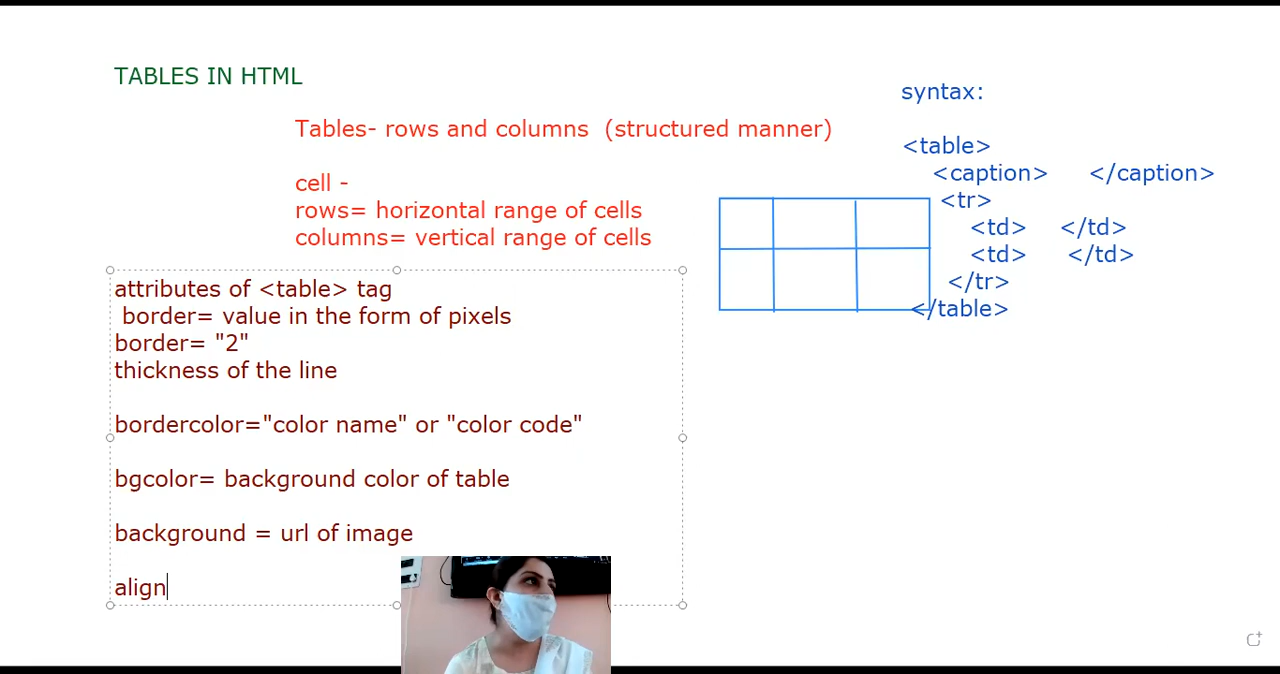 TABLES IN HTML
Tables- rows and columns  (structured manner)
cell -
rows= horizontal range of cells
columns= vertical range of cells
attributes of <table> tag
border= value in the form of pixels
border= "2"
thickness of the line
bordercolor="color name" or "color code"
bgcolor= background color of table
background = url of image
align
syntax:
<table>
<caption>     </caption>
<tr>
<td>    </td>
<td>     </td>
</tr>
</table>